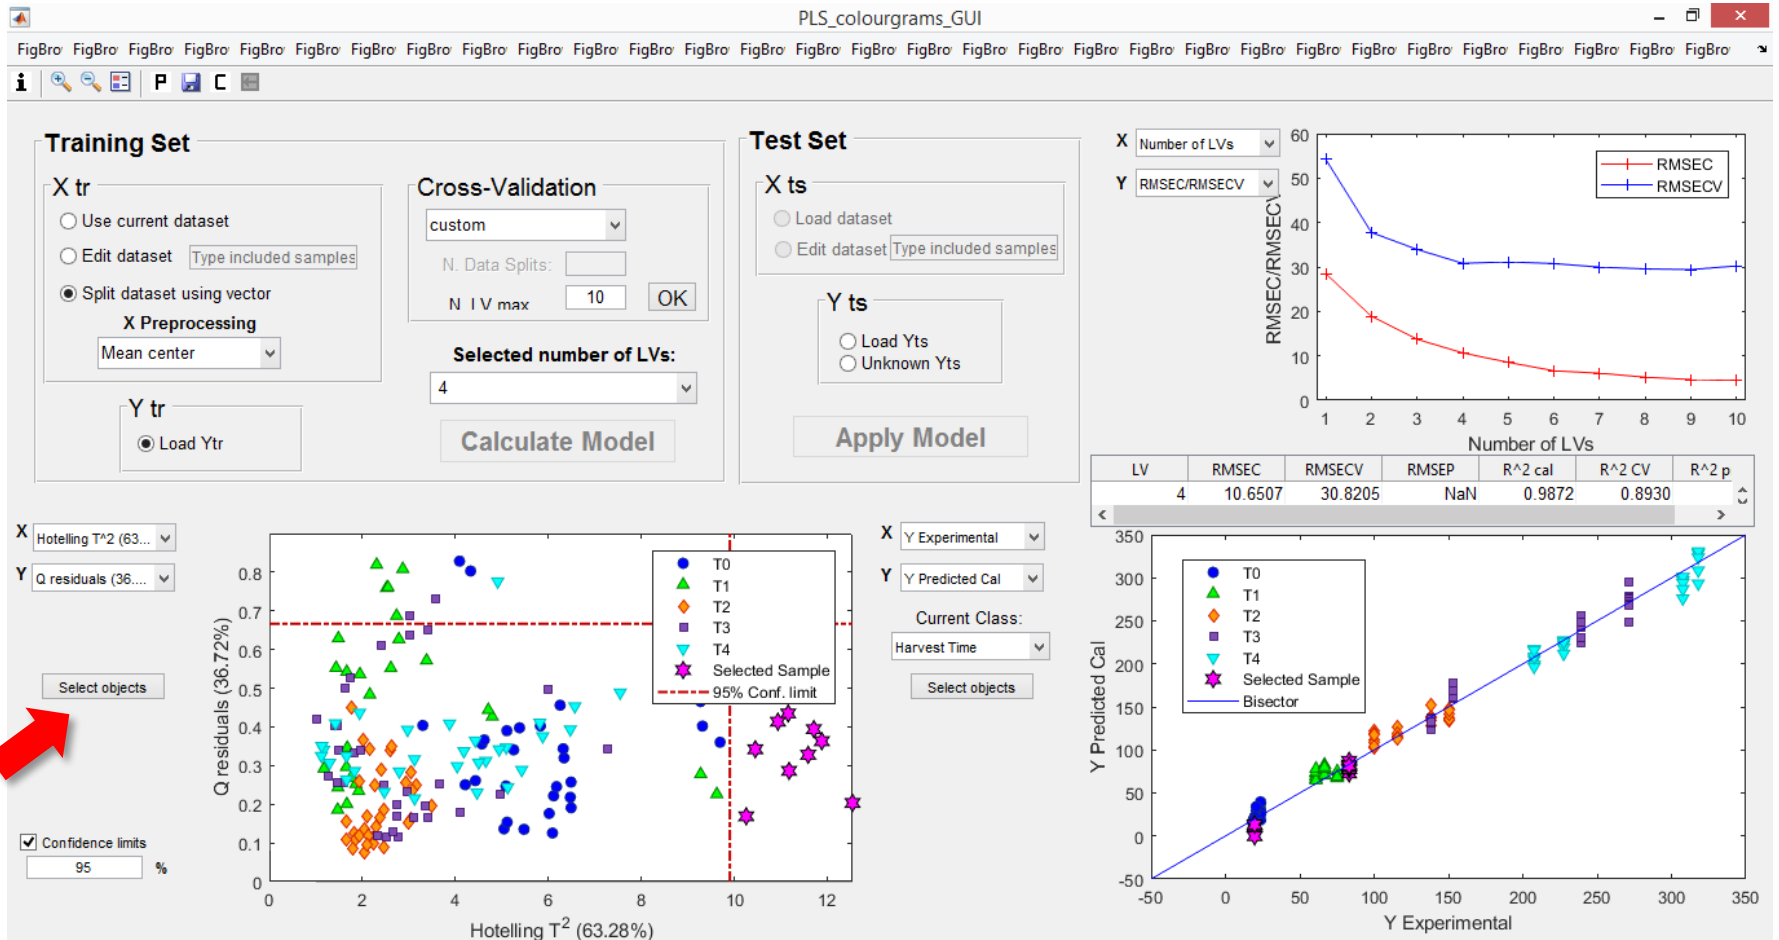 PLS_colourgrams_GUI
FigBro FigBro FigBro FigBro FigBro FigBro FigBro FigBro FigBro FigBro FigBro FigBro FigBro FigBro FigBro FigBro FigBro FigBro FigBro FigBro FigBro FigBro FigBro FigBro FigBro FigBro FigBro FigBro FigBro FigBro FigBro
i P C
Training Set
X tr
Use current dataset
Edit dataset Type included samples
Split dataset using vector
X Preprocessing
Mean center
Y tr
Load Ytr
Cross-Validation
custom
N. Data Splits:
N. LV max 10 OK
Selected number of LVs:
4
Calculate Model
Test Set
X ts
Load dataset
Edit dataset Type included samples
Y ts
Load Yts
Unknown Yts
Apply Model
X Number of LVs
Y RMSEC/RMSECV
RMSEC/RMSECV
60
50
40
30
20
10
0
RMSEC
RMSECV
1 2 3 4 5 6 7 8 9 10
Number of LVs
LV RMSEC RMSECV RMSEP R^2 cal R^2 CV R^2 p
4 10.6507 30.8205 NaN 0.9872 0.8930
X Hotelling T^2 (63...
Y Q residuals (36....
Select objects
Confidence limits
95 %
Q residuals (36.72%)
0.8
0.7
0.6
0.5
0.4
0.3
0.2
0.1
0
T0
T1
T2
T3
T4
Selected Sample
95% Conf. limit
0 2 4 6 8 10 12
Hotelling T2 (63.28%)
X Y Experimental
Y Y Predicted Cal
Current Class:
Harvest Time
Select objects
Y Predicted Cal
350
300
250
200
150
100
50
0
-50
T0
T1
T2
T3
T4
Selected Sample
Bisector
-50 0 50 100 150 200 250 300 350
Y Experimental